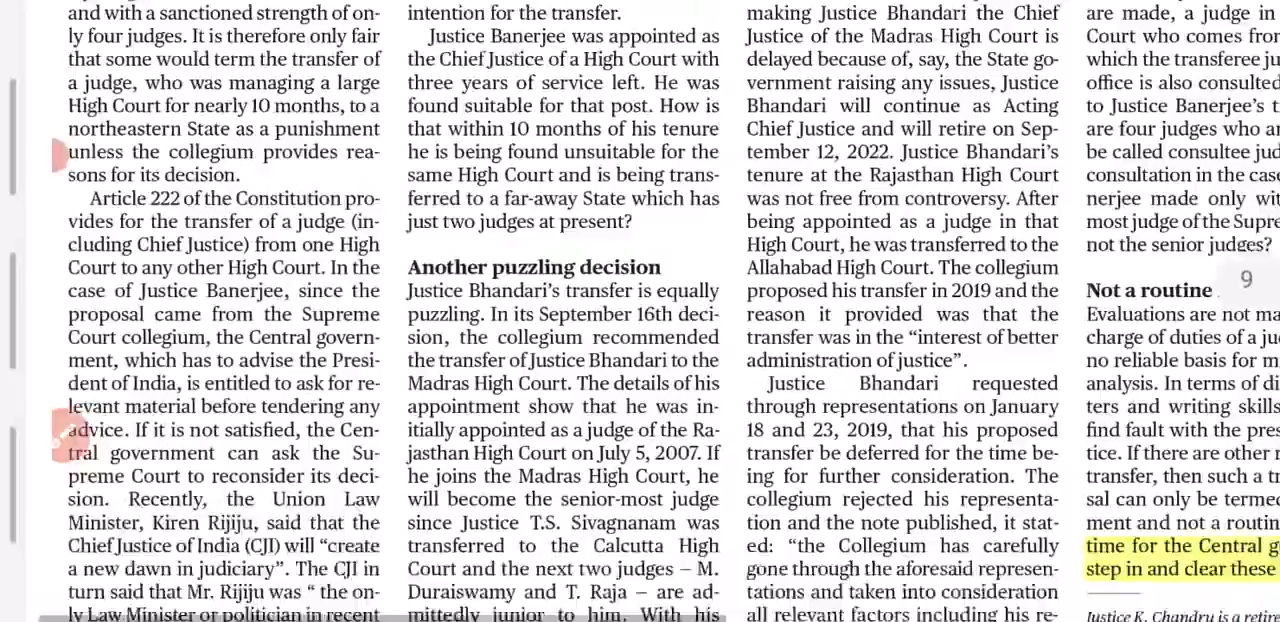 and with a sanctioned strength of on-
ly four judges. It is therefore only fair
that some would term the transfer of
a judge, who was managing a large
High Court for nearly 10 months, to a
northeastern State as a punishment
unless the collegium provides rea-
sons for its decision.
Article 222 of the Constitution pro-
vides for the transfer of a judge (in-
cluding Chief Justice) from one High
Court to any other High Court. In the
case of Justice Banerjee, since the
proposal came from the Supreme
Court collegium, the Central govern-
ment, which has to advise the Presi-
dent of India, is entitled to ask for re-
levant material before tendering any
advice. If it is not satisfied, the Cen-
tral government can ask the Su-
preme Court to reconsider its deci-
sion. Recently, the Union Law
Minister, Kiren Rijiju, said that the
Chief Justice of India (CJI) will “create
a new dawn in judiciary”. The CJI in
turn said that Mr. Rijiju was “ the on-
ly Law Minister or politician in recent
intention for the transfer.
Justice Banerjee was appointed as
the Chief Justice of a High Court with
three years of service left. He was
found suitable for that post. How is
that within 10 months of his tenure
he is being found unsuitable for the
same High Court and is being trans-
ferred to a far-away State which has
just two judges at present?
Another puzzling decision
Justice Bhandari’s transfer is equally
puzzling. In its September 16th deci-
sion, the collegium recommended
the transfer of Justice Bhandari to the
Madras High Court. The details of his
appointment show that he was in-
itially appointed as a judge of the Ra-
jasthan High Court on July 5, 2007. If
he joins the Madras High Court, he
will become the senior-most judge
since Justice T.S. Sivagnanam was
transferred to the Calcutta High
Court and the next two judges – M.
Duraiswamy and T. Raja – are ad-
mittedly junior to him. With his
making Justice Bhandari the Chief
Justice of the Madras High Court is
delayed because of, say, the State go-
vernment raising any issues, Justice
Bhandari will continue as Acting
Chief Justice and will retire on Sep-
tember 12, 2022. Justice Bhandari’s
tenure at the Rajasthan High Court
was not free from controversy. After
being appointed as a judge in that
High Court, he was transferred to the
Allahabad High Court. The collegium
proposed his transfer in 2019 and the
reason it provided was that the
transfer was in the “interest of better
administration of justice”.
Justice Bhandari requested
through representations on January
18 and 23, 2019, that his proposed
transfer be deferred for the time be-
ing for further consideration. The
collegium rejected his representa-
tion and the note published, it stat-
ed: “the Collegium has carefully
gone through the aforesaid represen-
tations and taken into consideration
all relevant factors including his re-
are made, a judge in
Court who comes from
which the transferee ju
office is also consulted
to Justice Banerjee’s t
are four judges who a
be called consultee jud
consultation in the case
nerjee made only wit
most judge of the Supre
not the senior judges?
9
Not a routine
Evaluations are not ma
charge of duties of a ju
no reliable basis for m
analysis. In terms of di
ters and writing skills
find fault with the pres
tice. If there are other r
transfer, then such a tr
sal can only be termed
ment and not a routin
time for the Central g
step in and clear these
Justice K. Chandru is a retire